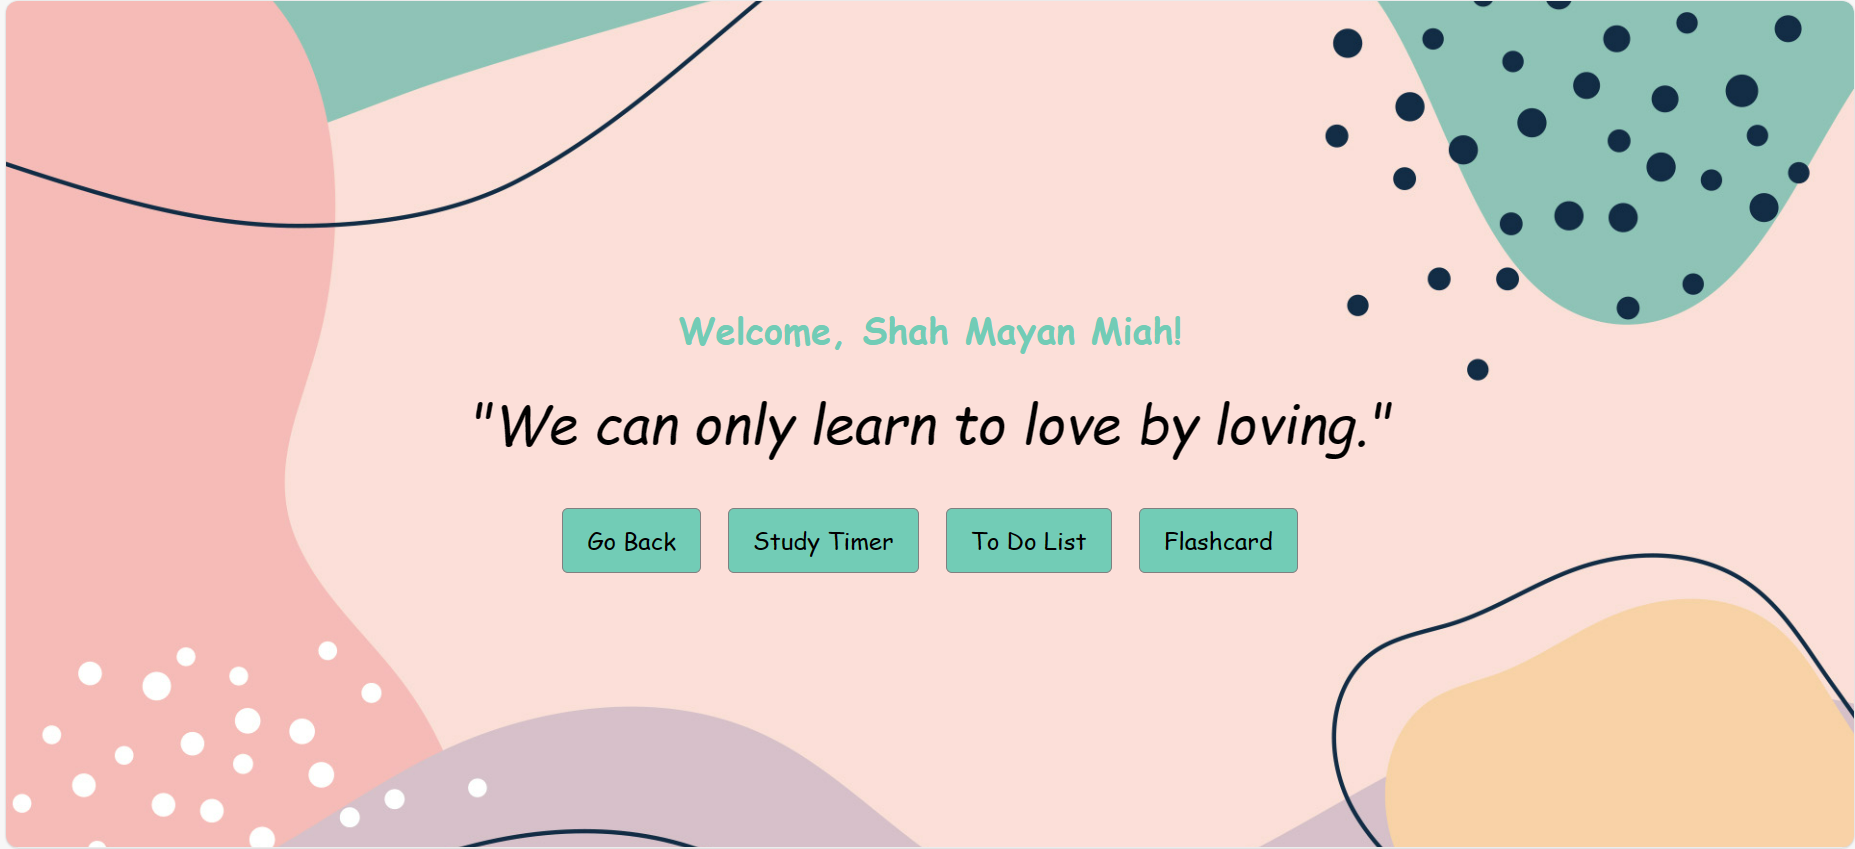 Welcome, Shah Mayan Miah!
"We can only learn to love by loving."
Go Back
Study Timer
To Do List
Flashcard